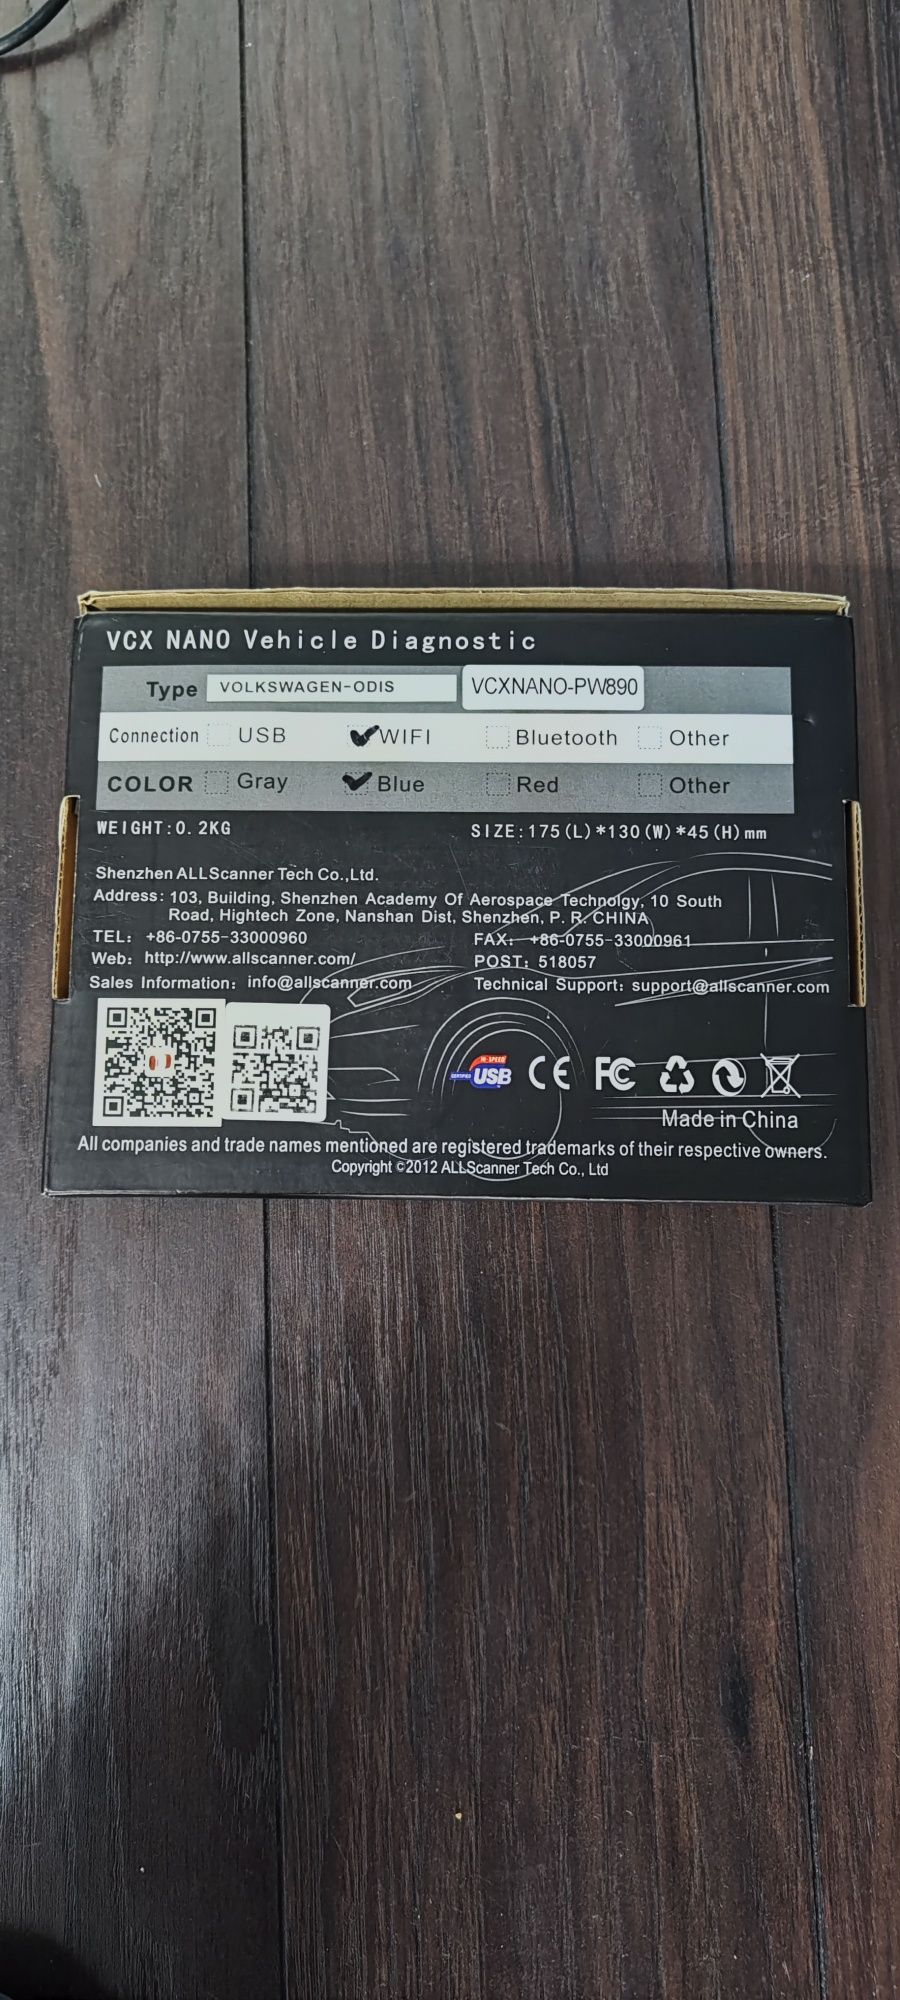 VCX NANO Vehicle Diagnostic
Type VOLKSWAGEN-ODIS VCXNANO-PW890
Connection USB WIFI Bluetooth Other
COLOR Gray Blue Red Other
WEIGHT:0.2KG SIZE:175(L)*130(W)*45(H)mm
Shenzhen ALLScanner Tech Co.,Ltd.
Address: 103, Building, Shenzhen Academy Of Aerospace Technolgy, 10 South
Road, Hightech Zone, Nanshan Dist, Shenzhen, P. R. CHINA
TEL: +86-0755-33000960 FAX: +86-0755-33000961
Web: http://www.allscanner.com/ POST: 518057
Sales Information: info@allscanner.com Technical Support: support@allscanner.com
HI-SPEED
CERTIFIED USB CE FC
Made in China
All companies and trade names mentioned are registered trademarks of their respective owners.
Copyright ©2012 ALLScanner Tech Co., Ltd